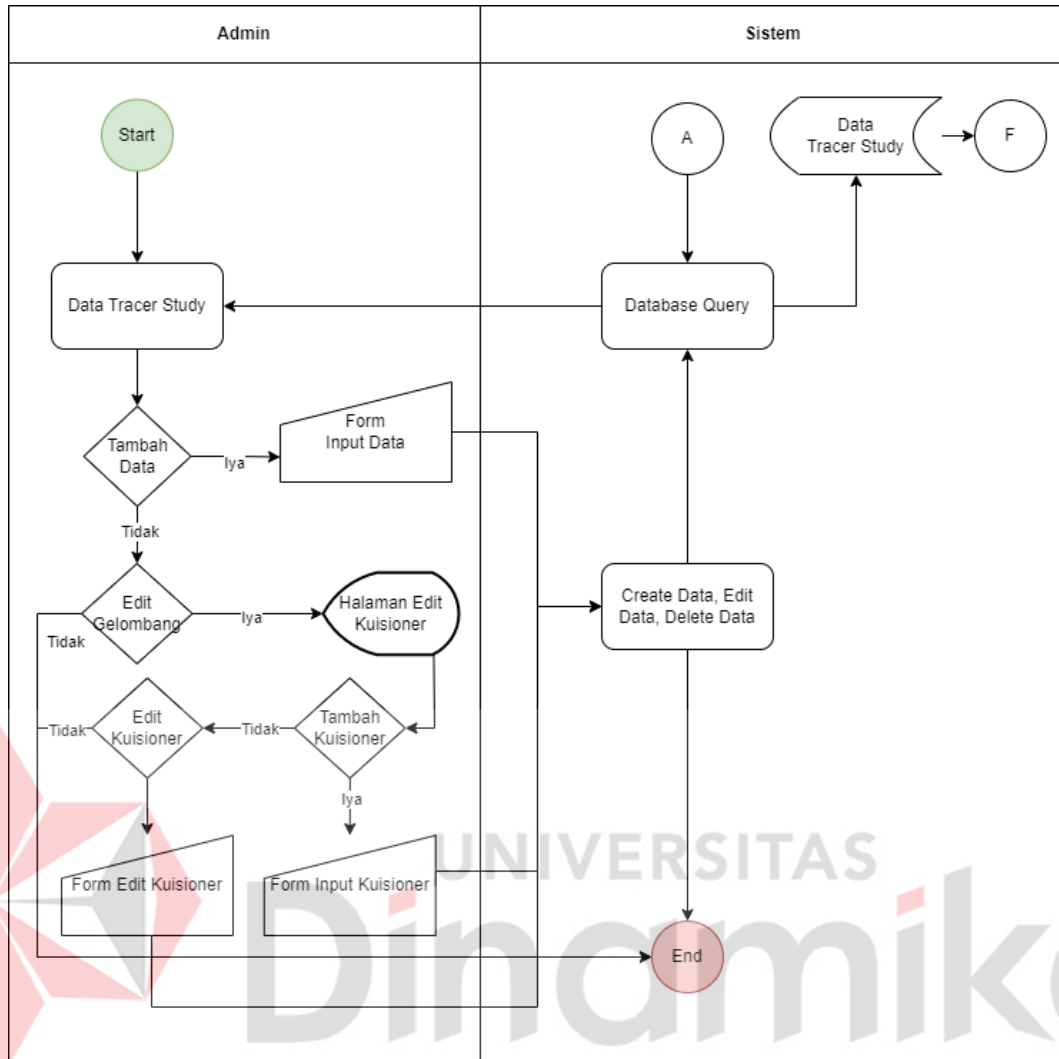 Admin
Sistem
Start
A
Data
Tracer Study
F
Data Tracer Study
Database Query
Tambah
Data
Iya
Form
Input Data
Tidak
Edit
Gelombang
Iya
Halaman Edit
Kuisioner
Create Data, Edit
Data, Delete Data
Tidak
Edit
Kuisioner
Tambah
Kuisioner
Tidak
Tidak
Iya
Form Edit Kuisioner
Form Input Kuisioner
End
UNIVERSITAS
Dinamika